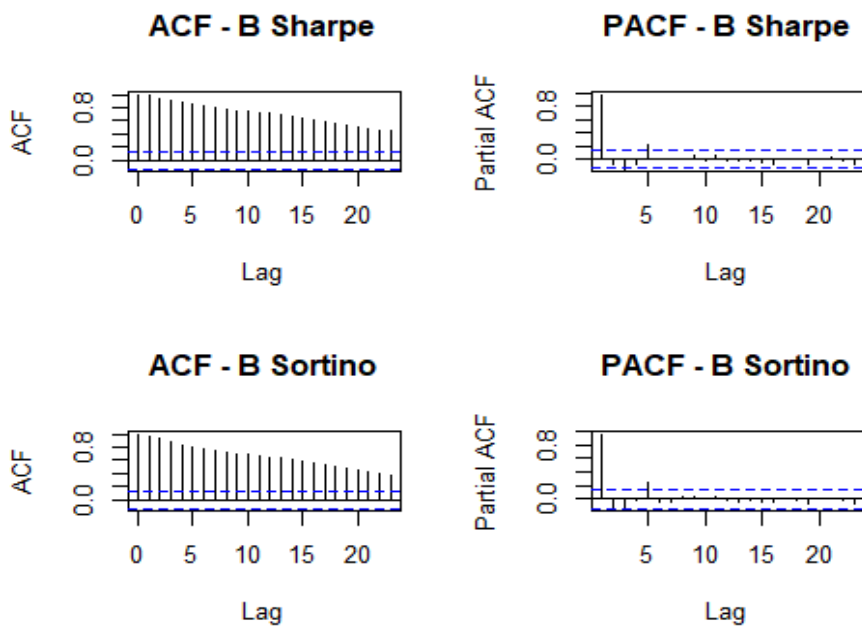 ACF - B Sharpe
ACF
0.0 0.8
0 5 10 15 20
Lag
PACF - B Sharpe
Partial ACF
0.0 0.8
5 10 15 20
Lag
ACF - B Sortino
ACF
0.0 0.8
0 5 10 15 20
Lag
PACF - B Sortino
Partial ACF
0.0 0.8
5 10 15 20
Lag